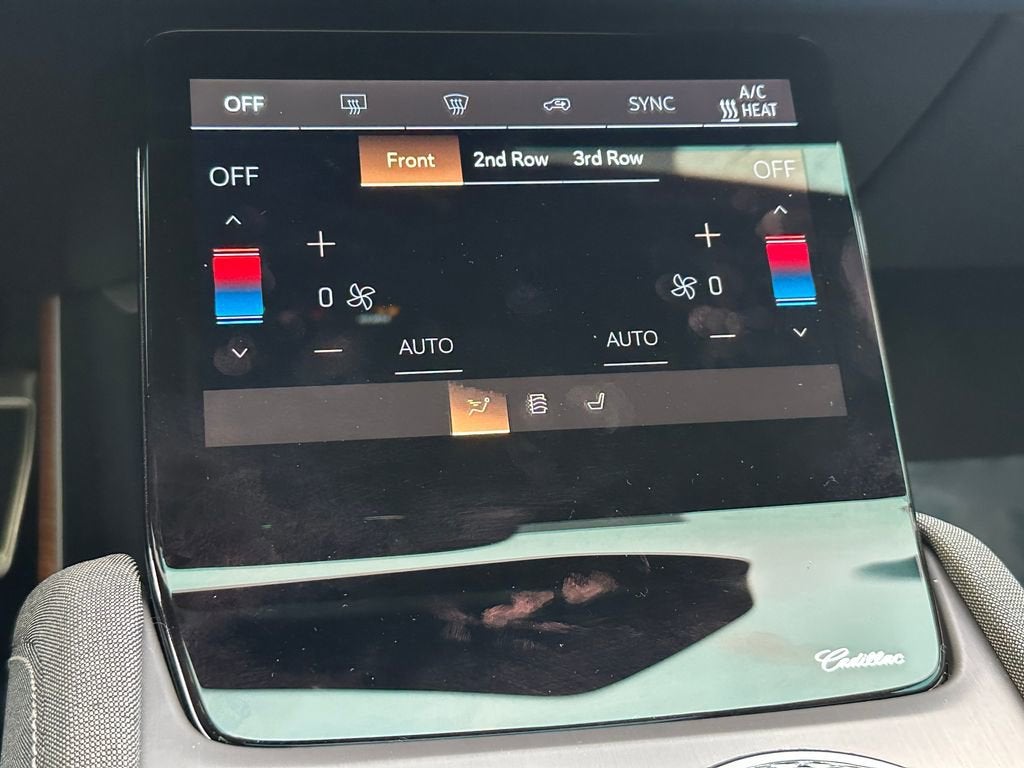 OFF SYNC A/C HEAT
Front 2nd Row 3rd Row
OFF OFF
0 0
AUTO AUTO
Cadillac